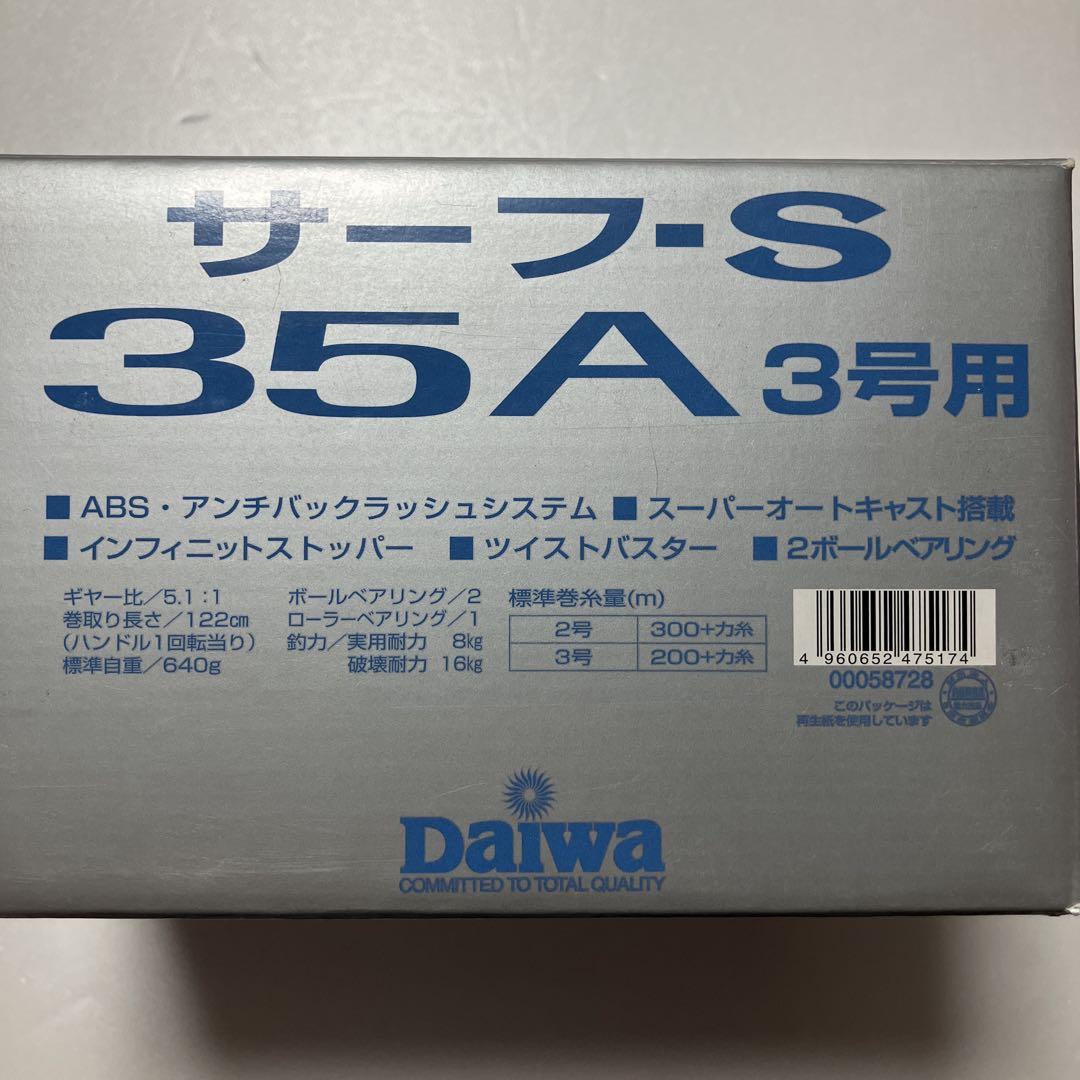 サーフ-S
35A 3号用
■ ABS・アンチバックラッシュシステム ■ スーパーオートキャスト搭載
■ インフィニットストッパー ■ ツイストバスター ■ 2ボールベアリング
ギヤー比/5.1:1
巻取り長さ/122cm
(ハンドル1回転当り)
標準自重/640g
ボールベアリング/2
ローラーベアリング/1
釣力/実用耐力 8kg
破壊耐力 16kg
標準巻糸量(m)
2号 300+力糸
3号 200+力糸
4 960652 475174
00058728
このパッケージは
再生紙を使用しています
Daiwa
COMMITTED TO TOTAL QUALITY